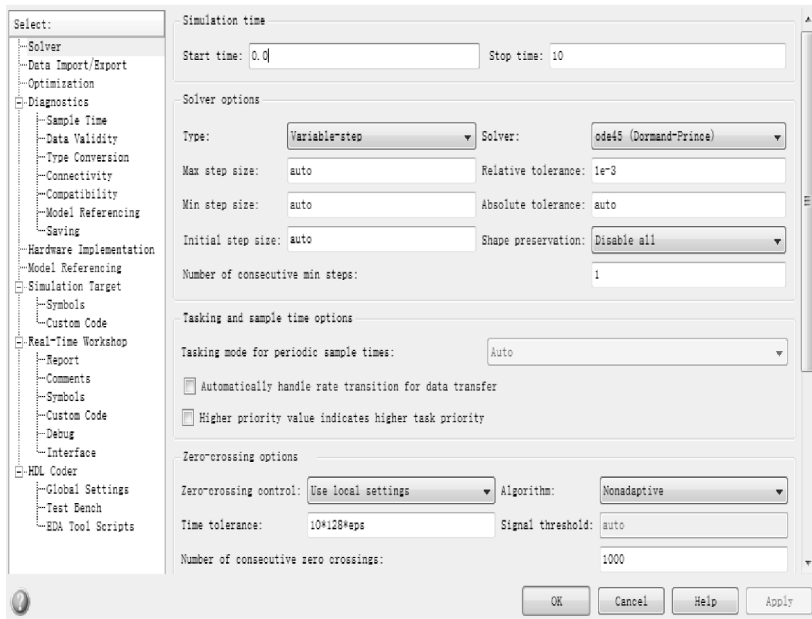 Select:
Solver
Data Import/Export
Optimization
Diagnostics
Sample Time
Data Validity
Type Conversion
Connectivity
Compatibility
Model Referencing
Saving
Hardware Implementation
Model Referencing
Simulation Target
Symbols
Custom Code
Real-Time Workshop
Report
Comments
Symbols
Custom Code
Debug
Interface
HDL Coder
Global Settings
Test Bench
EDA Tool Scripts
Simulation time
Start time: 0.0 Stop time: 10
Solver options
Type: Variable-step Solver: ode45 (Dormand-Prince)
Max step size: auto Relative tolerance: 1e-3
Min step size: auto Absolute tolerance: auto
Initial step size: auto Shape preservation: Disable all
Number of consecutive min steps: 1
Tasking and sample time options
Tasking mode for periodic sample times: Auto
Automatically handle rate transition for data transfer
Higher priority value indicates higher task priority
Zero-crossing options
Zero-crossing control: Use local settings Algorithm: Nonadaptive
Time tolerance: 10*128*eps Signal threshold: auto
Number of consecutive zero crossings: 1000
OK Cancel Help Apply